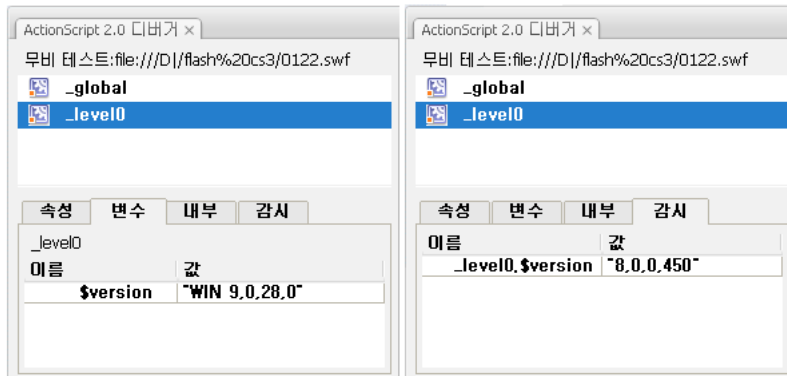 ActionScript 2.0 디버거 ×
무비 테스트:file:///D|/flash%20cs3/0122.swf
_global
_level0
속성 변수 내부 감시
_level0
이름 값
$version "WIN 9,0,28,0"
ActionScript 2.0 디버거 ×
무비 테스트:file:///D|/flash%20cs3/0122.swf
_global
_level0
속성 변수 내부 감시
이름 값
_level0.$version "8,0,0,450"